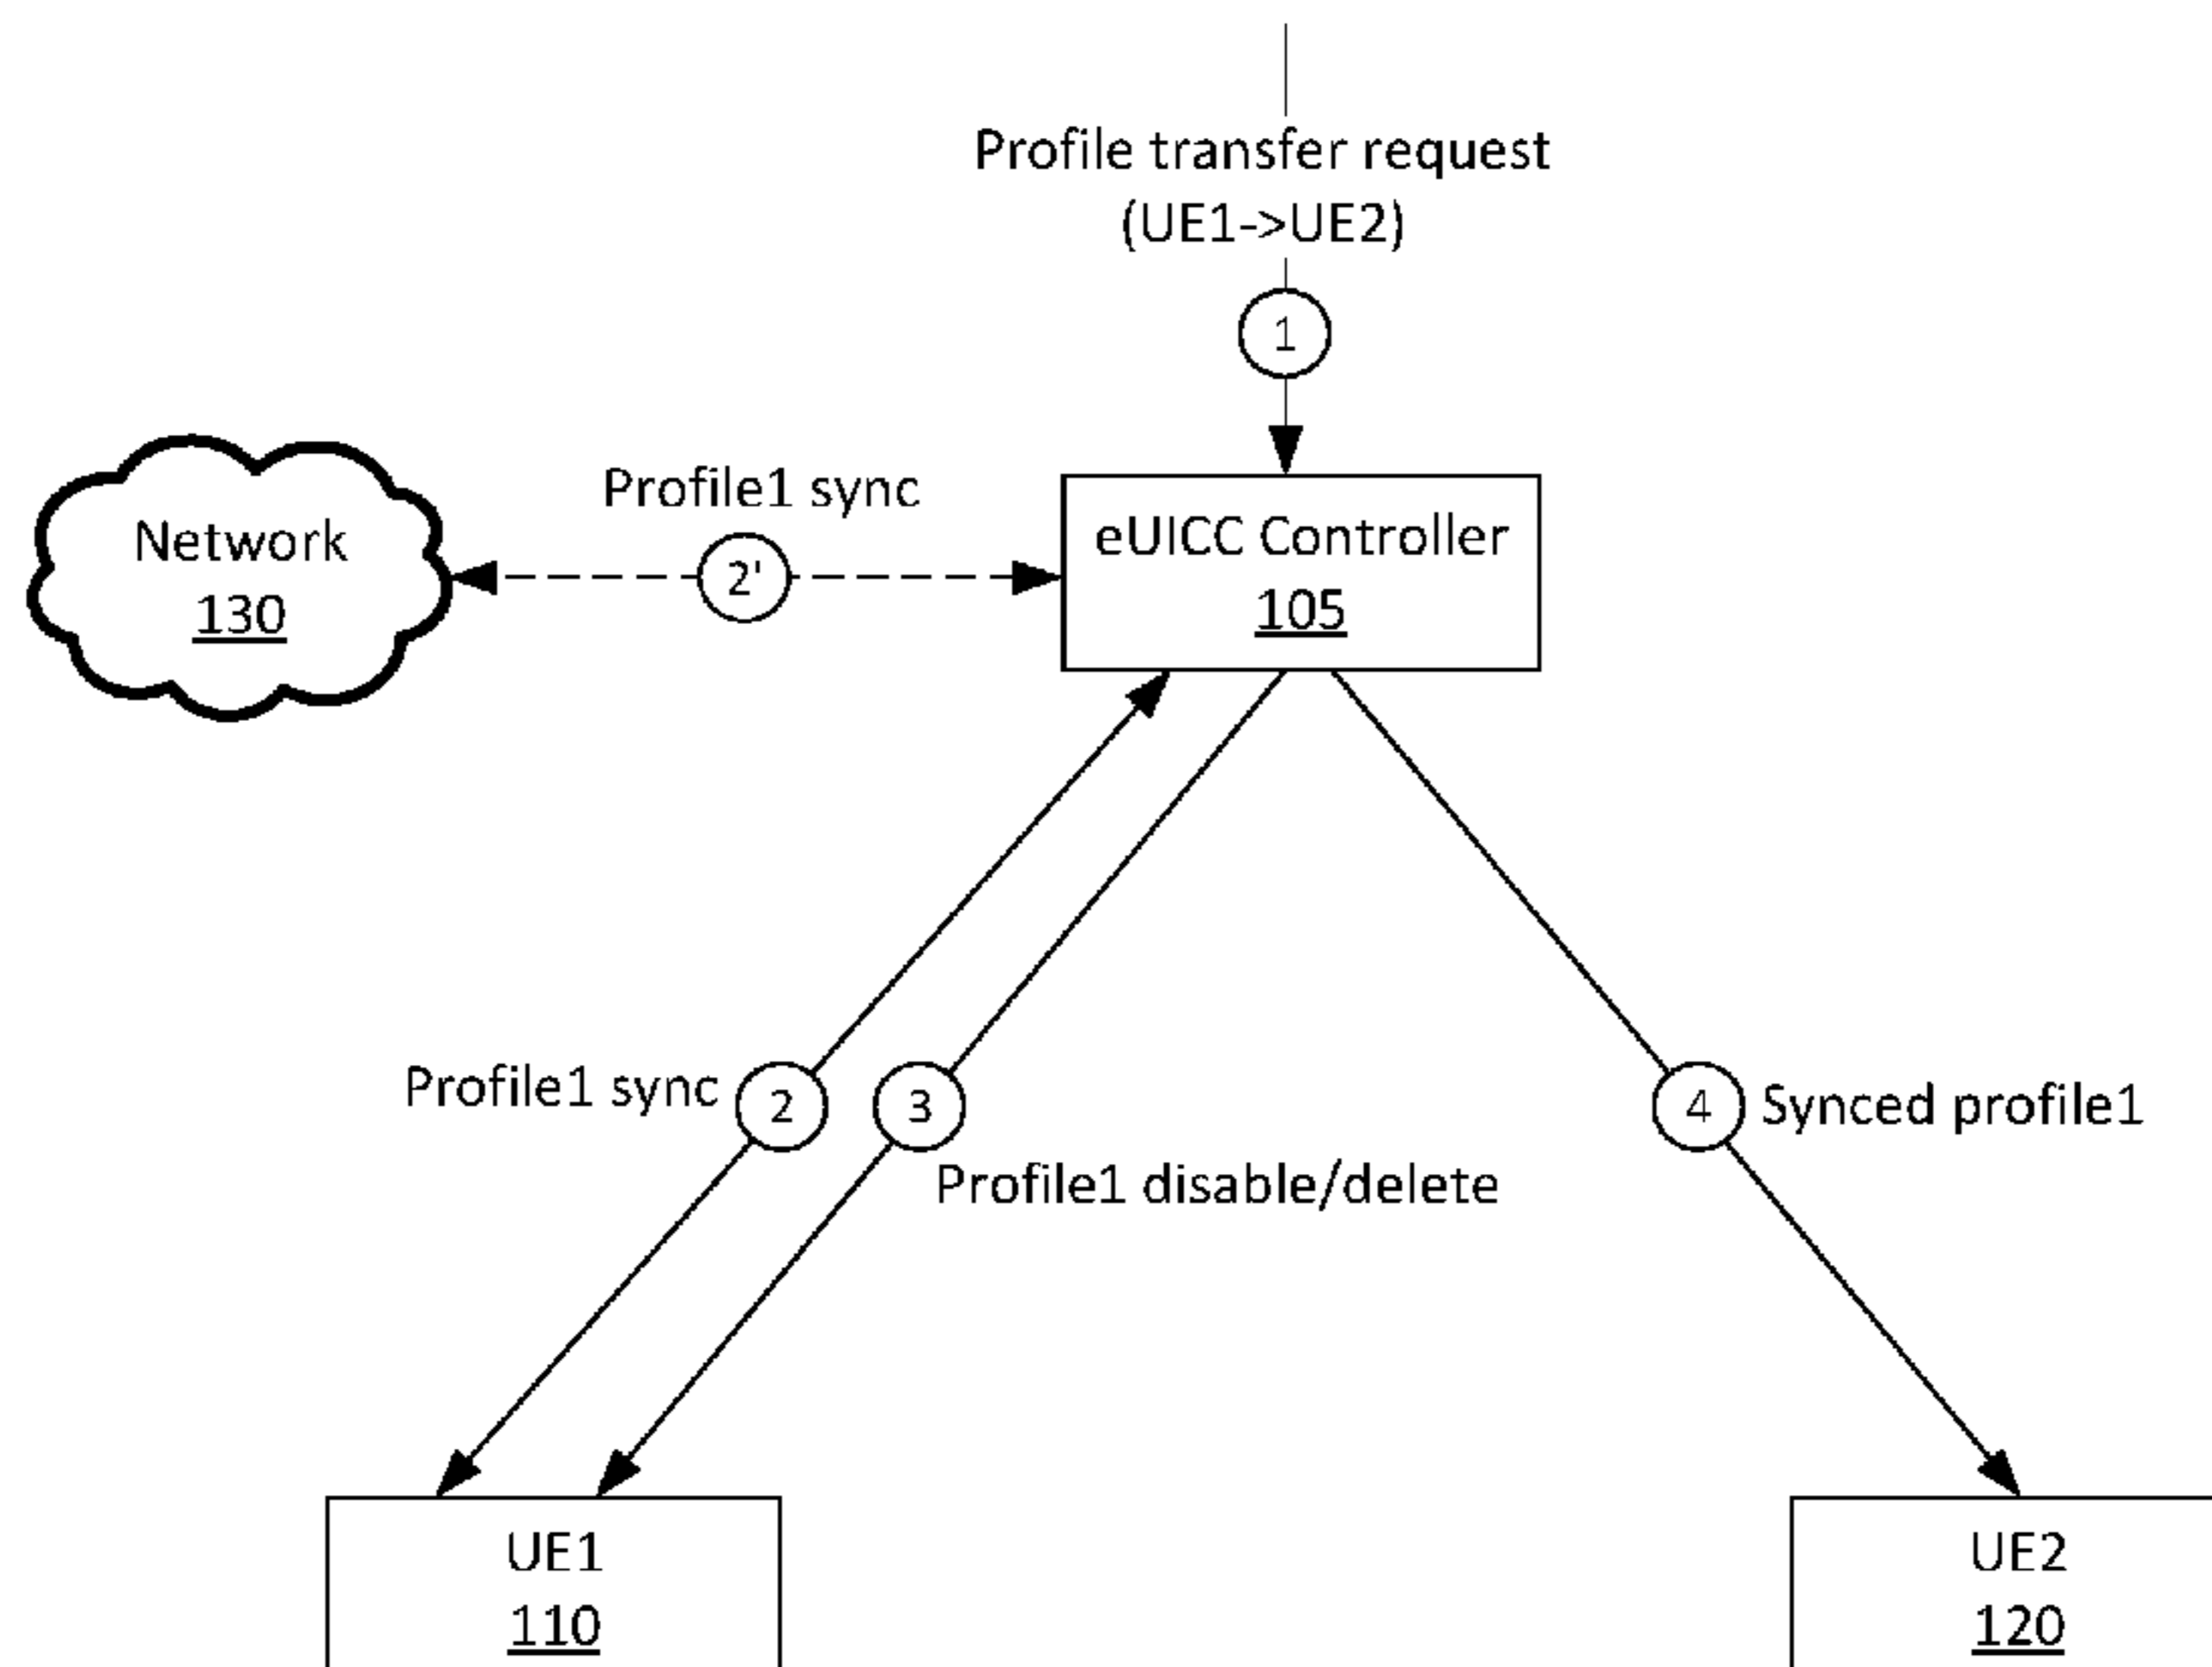 Profile transfer request
(UE1->UE2)
1
Profile1 sync
Network
130
2'
eUICC Controller
105
Profile1 sync
2
3
4
Synced profile1
Profile1 disable/delete
UE1
110
UE2
120